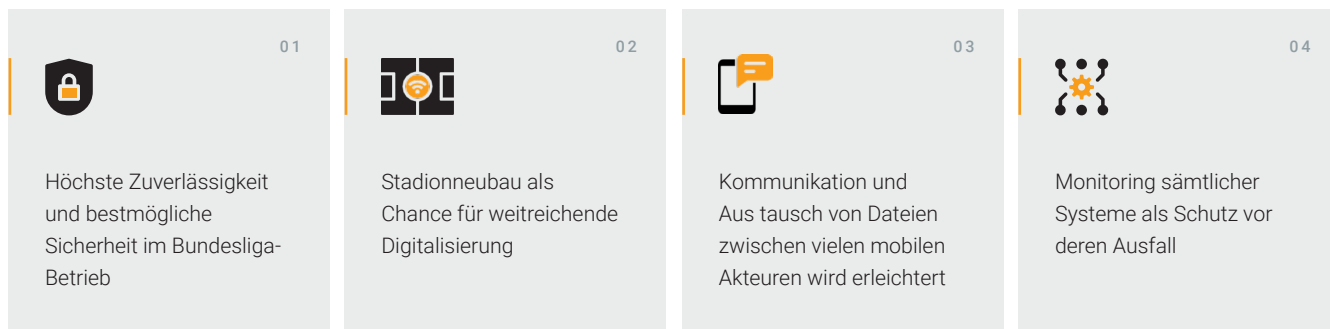 01
Höchste Zuverlässigkeit
und bestmögliche
Sicherheit im Bundesliga-
Betrieb
02
Stadionneubau als
Chance für weitreichende
Digitalisierung
03
Kommunikation und
Aus tausch von Dateien
zwischen vielen mobilen
Akteuren wird erleichtert
04
Monitoring sämtlicher
Systeme als Schutz vor
deren Ausfall